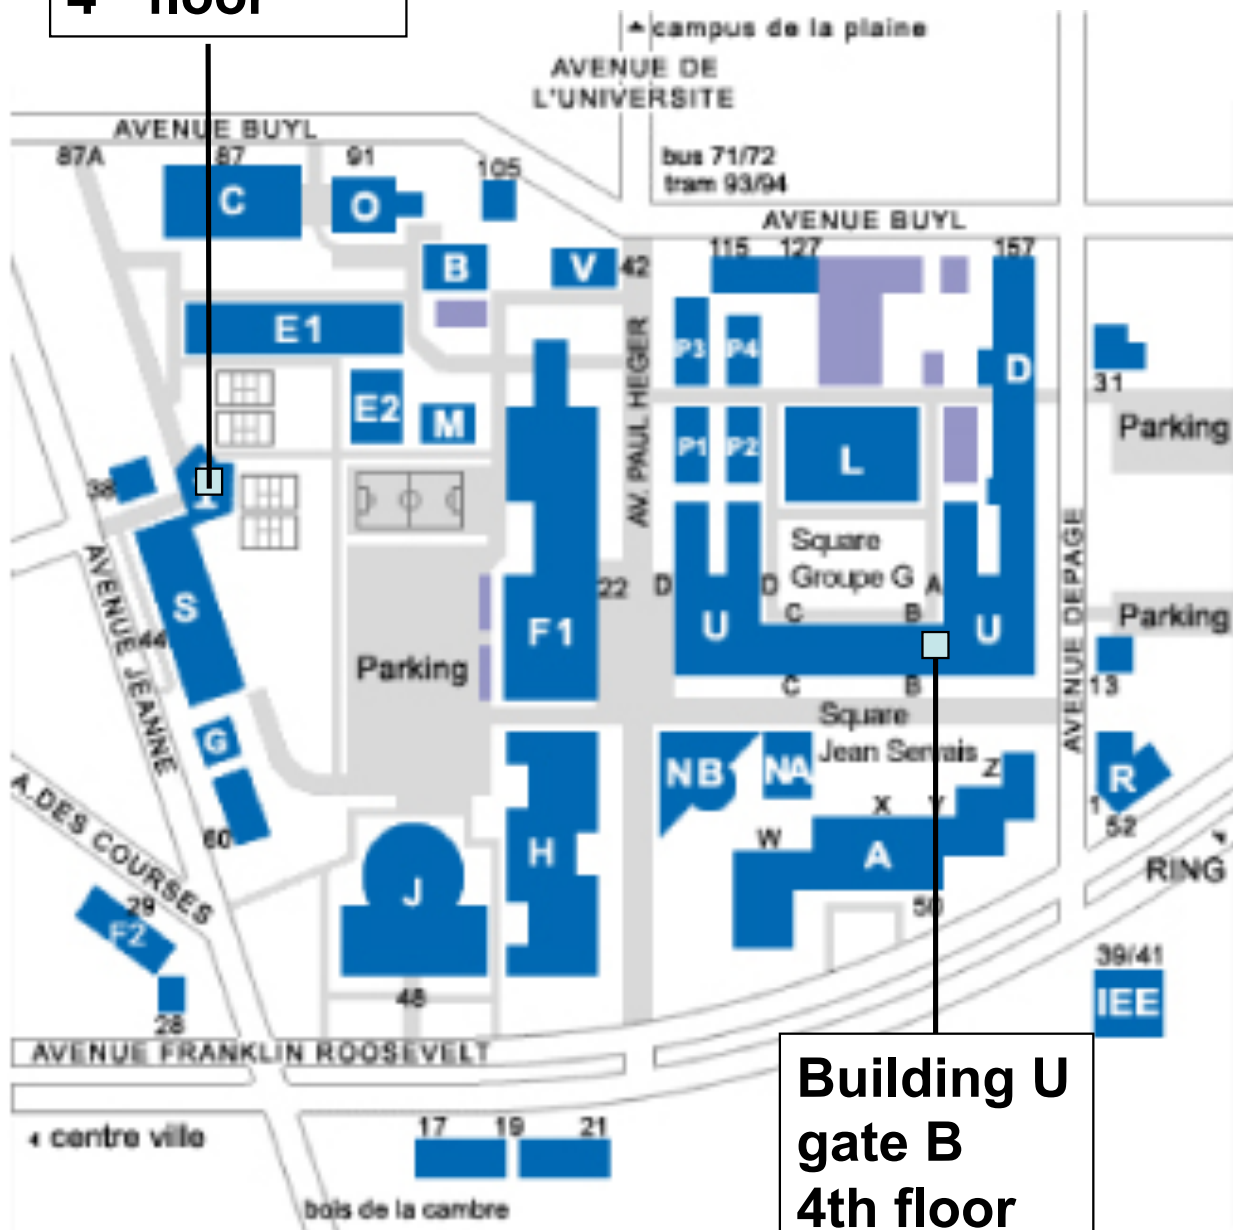 4 floor
campus de la plaine
AVENUE DE
L'UNIVERSITE
AVENUE BUYL
87A
87
91
105
bus 71/72
tram 93/94
AVENUE BUYL
C
O
B
V
42
115
127
157
E1
E2
M
P3
P4
D
31
Parking
P1
P2
L
AV. PAUL HEGER
38
S
44
AVENUE JEANNE
Square
Groupe G
22
D
D
A
C
B
U
U
F1
Parking
C
B
AVENUE DEPAGE
Parking
13
G
60
Square
Jean Servais
NB
NA
Z
X
Y
W
A
50
R
1
52
RING
H
J
48
A. DES COURSES
29
F2
28
39/41
IEE
AVENUE FRANKLIN ROOSEVELT
Building U
gate B
4th floor
centre ville
17
19
21
bois de la cambre